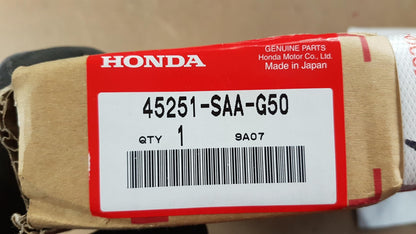 HONDA
GENUINE PARTS
Honda Motor Co., Ltd.
Made in Japan
45251-SAA-G50
QTY 1 9A07